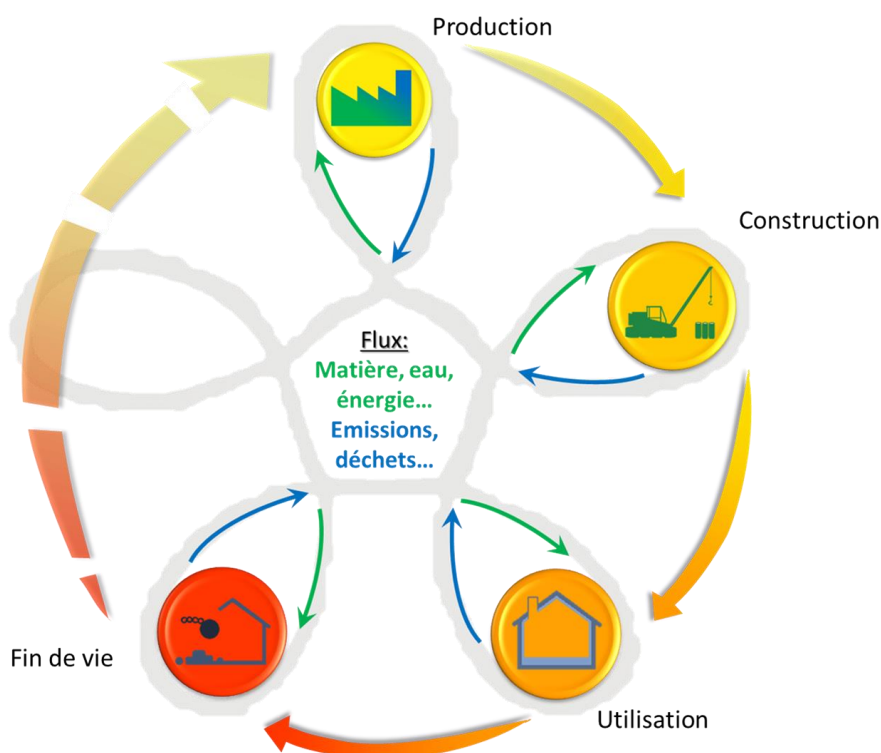 Production
Construction
Flux:
Matière, eau,
énergie...
Emissions,
déchets...
Fin de vie
Utilisation